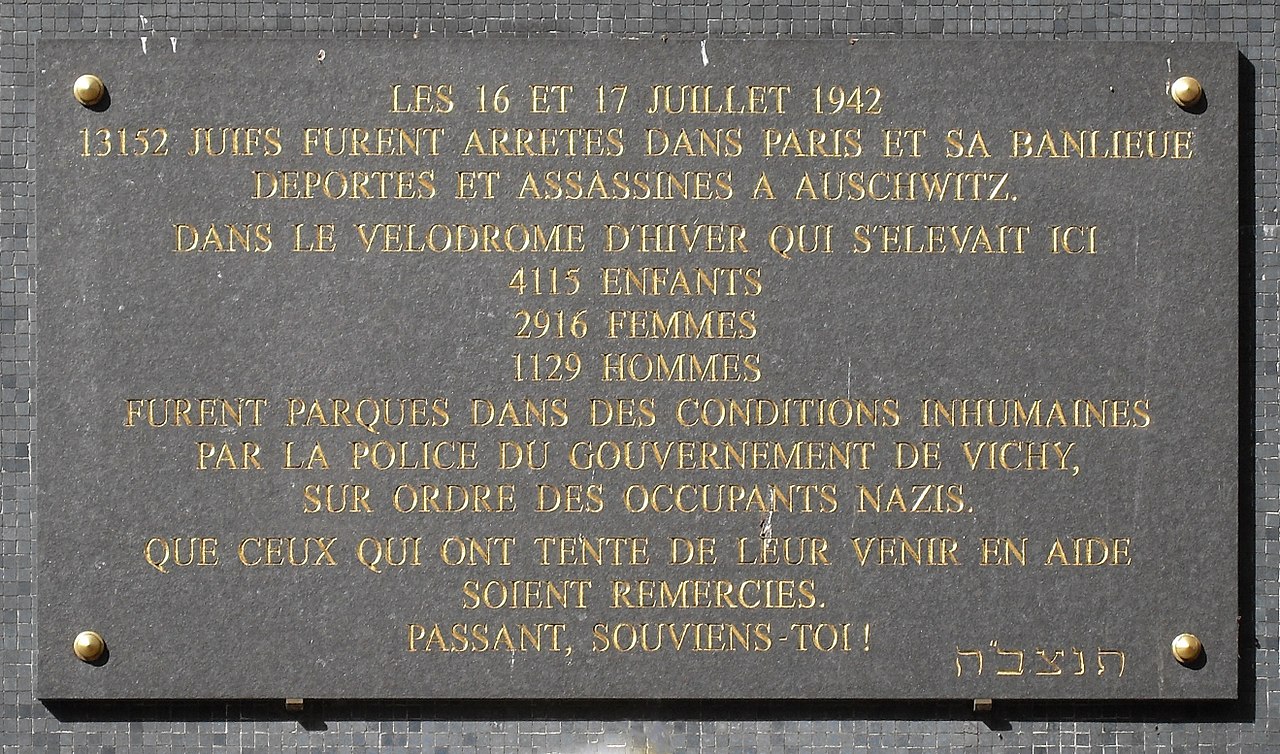 LES 16 ET 17 JUILLET 1942
13152 JUIFS FURENT ARRETES DANS PARIS ET SA BANLIEUE
DEPORTES ET ASSASSINES A AUSCHWITZ.
DANS LE VELODROME D'HIVER QUI S'ELEVAIT ICI
4115 ENFANTS
2916 FEMMES
1129 HOMMES
FURENT PARQUES DANS DES CONDITIONS INHUMAINES
PAR LA POLICE DU GOUVERNEMENT DE VICHY,
SUR ORDRE DES OCCUPANTS NAZIS.
QUE CEUX QUI ONT TENTE DE LEUR VENIR EN AIDE
SOIENT REMERCIES.
PASSANT, SOUVIENS-TOI !
תנצב״ה